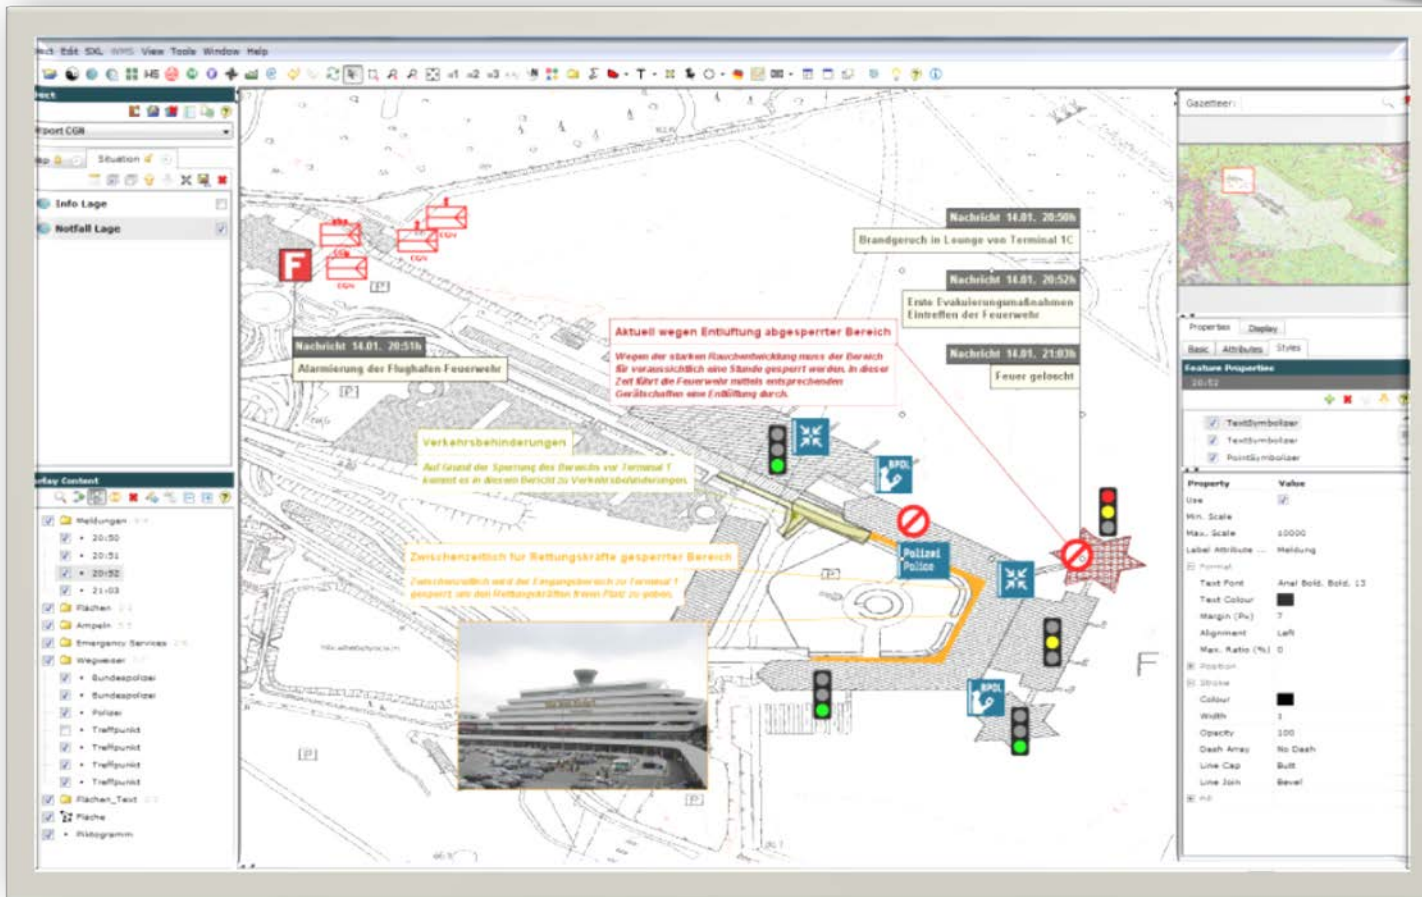 Edit SXL WMS View Tools Window Help
Situation
Info Lage
Notfall Lage
Content
Meldungen
20:50
20:51
20:52
21:03
Flächen
Ampeln
Emergency Services
Wegweiser
Bundespolizei
Bundespolizei
Polizei
Treffpunkt
Treffpunkt
Treffpunkt
Treffpunkt
Flächen_Text
Fläche
Piktogramm
F
CGN
CGN
CGN
CGN
Nachricht 14.01. 20:50h
Brandgeruch in Lounge von Terminal 1C
Nachricht 14.01. 20:52h
Erste Evakuierungsmaßnahmen
Eintreffen der Feuerwehr
Nachricht 14.01. 21:03h
Feuer gelöscht
Nachricht 14.01. 20:51h
Alarmierung der Flughafen Feuerwehr
Aktuell wegen Entlüftung abgesperrter Bereich
Wegen der starken Rauchentwicklung muss der Bereich
für voraussichtlich eine Stunde gesperrt werden. In dieser
Zeit führt die Feuerwehr mittels entsprechenden
Gerätschaften eine Entlüftung durch.
Verkehrsbehinderungen
Auf Grund der Sperrung des Bereichs vor Terminal 1
kommt es in diesem Bereich zu Verkehrsbehinderungen.
Zwischenzeitlich für Rettungskräfte gesperrter Bereich
Zwischenzeitlich wird der Eingangsbereich zu Terminal 1
gesperrt um den Rettungskräften freien Platz zu geben.
BPOL
Polizei
Police
BPOL
P
P
P
P
P
F
Gazetteer:
Properties Display
Basic Attributes Styles
Feature Properties
20:52
TextSymbolizer
TextSymbolizer
PointSymbolizer
Property Value
Use
Min. Scale
Max. Scale 10000
Label Attribute ... Meldung
Format
Text Font Arial Bold, Bold, 13
Text Colour
Margin (Px) 7
Alignment Left
Max. Ratio (%) 0
Position
Stroke
Colour
Width 1
Opacity 100
Dash Array No Dash
Line Cap Butt
Line Join Bevel
Fill